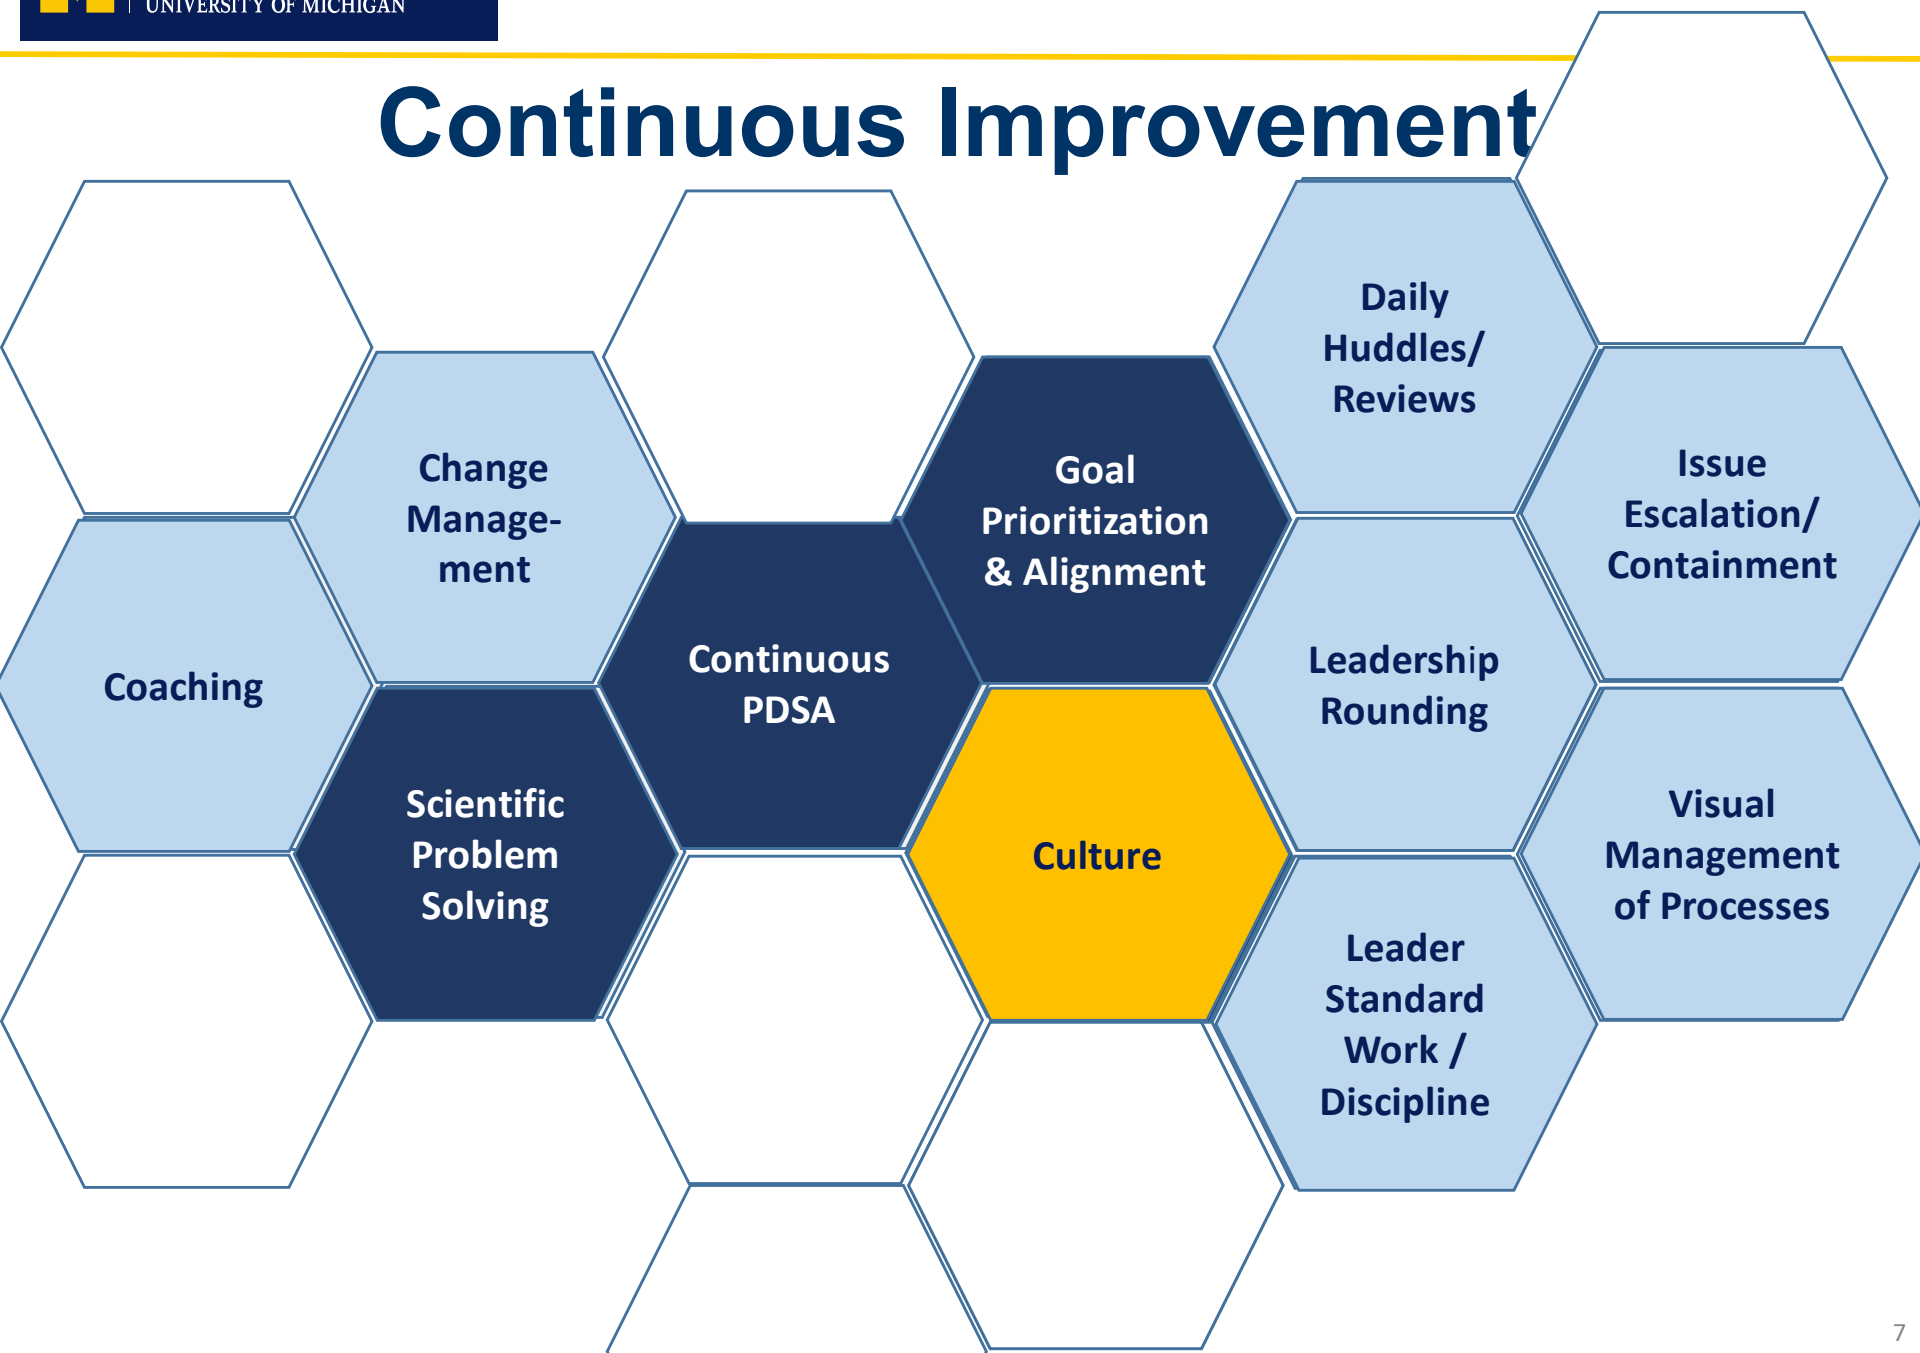 UNIVERSITY OF MICHIGAN
Continuous Improvement
Daily
Huddles/
Reviews
Change
Manage-
ment
Goal
Prioritization
& Alignment
Issue
Escalation/
Containment
Coaching
Continuous
PDSA
Leadership
Rounding
Scientific
Problem
Solving
Culture
Visual
Management
of Processes
Leader
Standard
Work /
Discipline
7